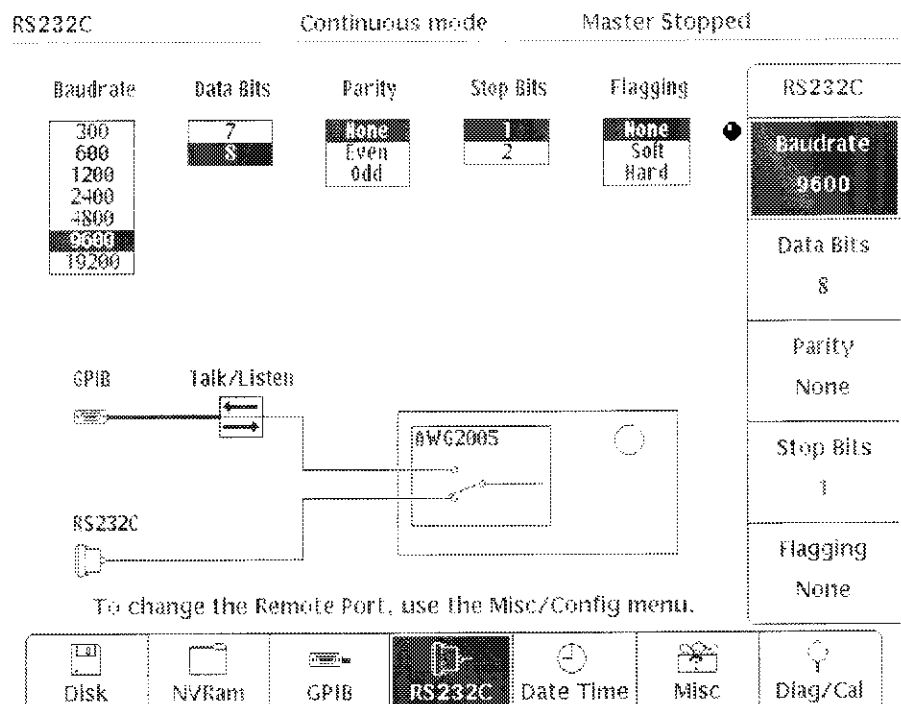 RS232C Continuous mode Master Stopped
Baudrate Data Bits Parity Stop Bits Flagging
300
600
1200
2400
4800
9600
19200
7
8
None
Even
Odd
1
2
None
Soft
Hard
RS232C
Baudrate
9600
Data Bits
8
Parity
None
Stop Bits
1
Flagging
None
GPIB Talk/Listen
AWG2005
RS232C
To change the Remote Port, use the Misc/Config menu.
Disk NVRam GPIB RS232C Date Time Misc Diag/Cal